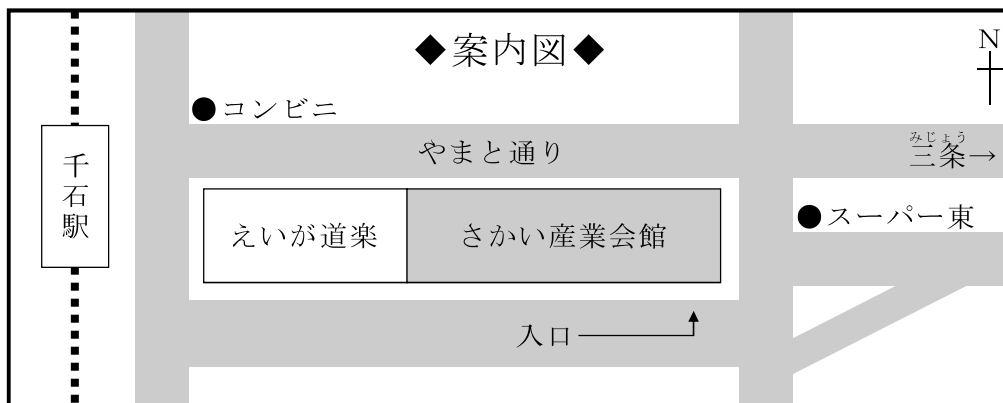 ◆案内図◆
N
●コンビニ
千石駅
やまと通り
みじょう
三条→
えいが道楽
さかい産業会館
●スーパー東
入口